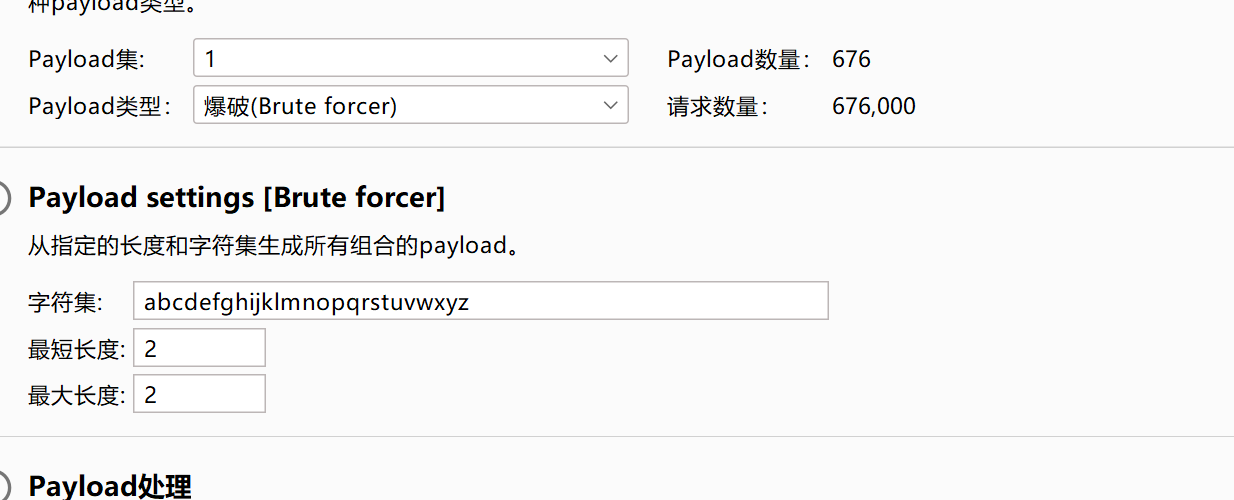 种payload类型。
Payload集: 1 Payload数量： 676
Payload类型： 爆破(Brute forcer) 请求数量： 676,000
Payload settings [Brute forcer]
从指定的长度和字符集生成所有组合的payload。
字符集: abcdefghijklmnopqrstuvwxyz
最短长度: 2
最大长度: 2
Payload处理